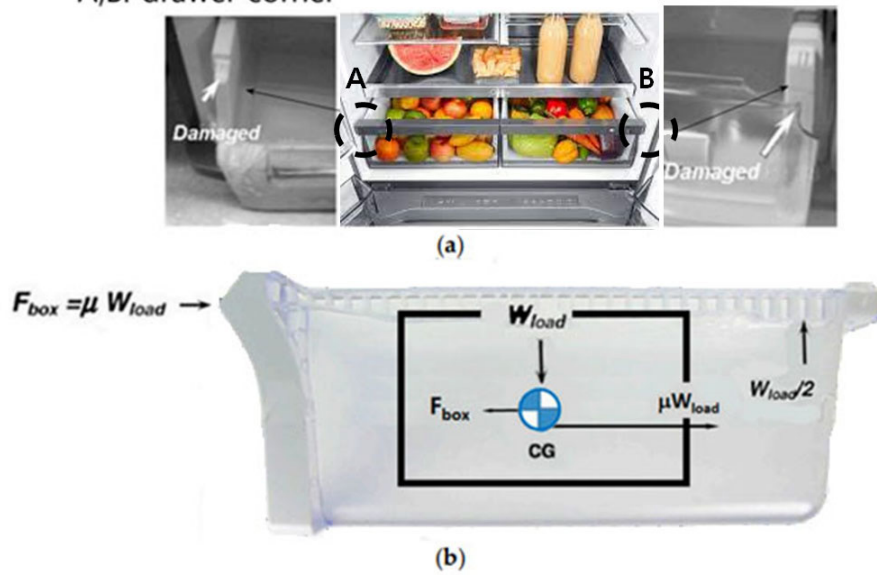 A,B: drawer corner
A
B
Damaged
Damaged
(a)
F_box =μ W_load
W_load
F_box
μW_load
W_load/2
CG
(b)